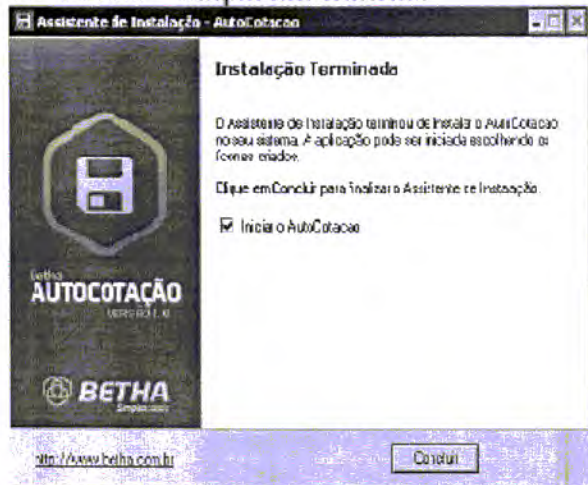 Assistente de Instalação - AutoCotacao
Instalação Terminada
O Assistente de Instalação terminou de instalar o AutoCotacao
no seu sistema. A aplicação pode ser iniciada escolhendo os
ícones criados.
Clique em Concluir para finalizar o Assistente de Instalação.
Iniciar o AutoCotacao
Betha
AUTOCOTAÇÃO
BETHA
http://www.betha.com.br
Concluir